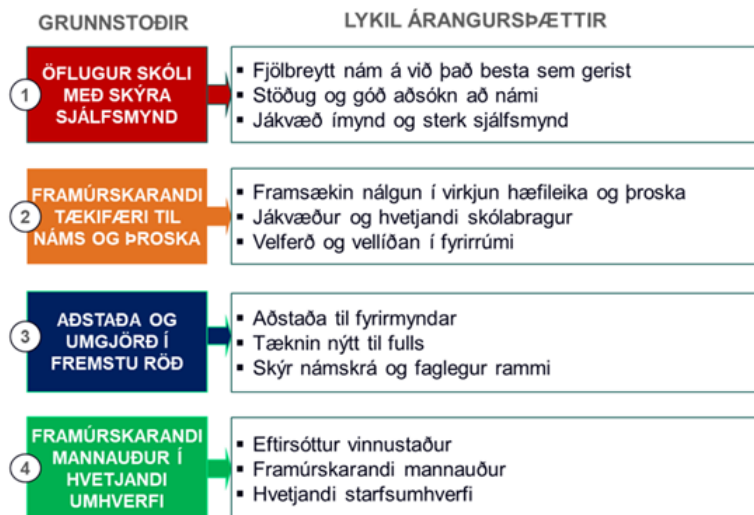 GRUNNSTOÐIR
LYKIL ÁRANGURSÞÆTTIR
1
ÖFLUGUR SKÓLI
MEÐ SKÝRA
SJÁLFSMYND
▪ Fjölbreytt nám á við það besta sem gerist
▪ Stöðug og góð aðsókn að námi
▪ Jákvæð ímynd og sterk sjálfsmynd
2
FRAMÚRSKARANDI
TÆKIFÆRI TIL
NÁMS OG ÞROSKA
▪ Framsækin nálgun í virkjun hæfileika og þroska
▪ Jákvæður og hvetjandi skólabragur
▪ Velferð og vellíðan í fyrirrúmi
3
AÐSTAÐA OG
UMGJÖRÐ Í
FREMSTU RÖÐ
▪ Aðstaða til fyrirmyndar
▪ Tæknin nýtt til fulls
▪ Skýr námskrá og faglegur rammi
4
FRAMÚRSKARANDI
MANNAUÐUR Í
HVETJANDI
UMHVERFI
▪ Eftirsóttur vinnustaður
▪ Framúrskarandi mannauður
▪ Hvetjandi starfsumhverfi